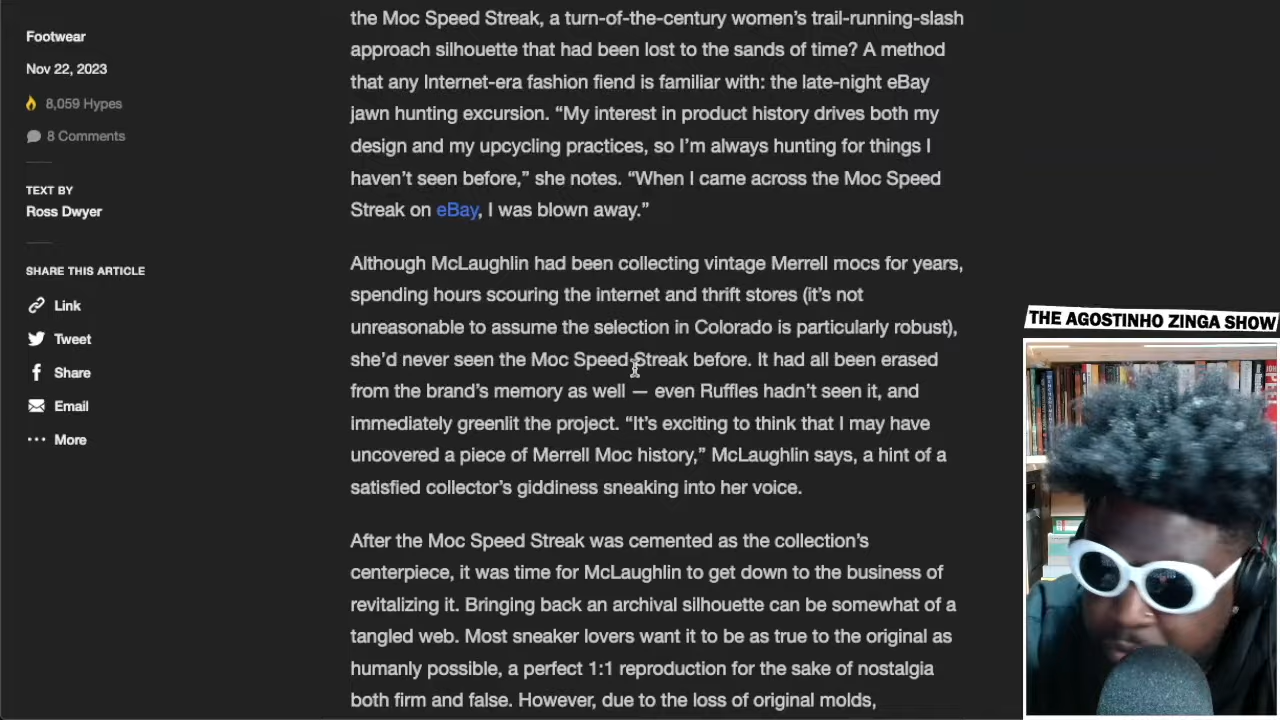 Footwear
Nov 22, 2023
8,059 Hypes
8 Comments
TEXT BY
Ross Dwyer
SHARE THIS ARTICLE
Link
Tweet
Share
Email
More
the Moc Speed Streak, a turn-of-the-century women’s trail-running-slash
approach silhouette that had been lost to the sands of time? A method
that any Internet-era fashion fiend is familiar with: the late-night eBay
jawn hunting excursion. “My interest in product history drives both my
design and my upcycling practices, so I’m always hunting for things I
haven’t seen before,” she notes. “When I came across the Moc Speed
Streak on eBay, I was blown away.”
Although McLaughlin had been collecting vintage Merrell mocs for years,
spending hours scouring the internet and thrift stores (it’s not
unreasonable to assume the selection in Colorado is particularly robust),
she’d never seen the Moc Speed Streak before. It had all been erased
from the brand’s memory as well — even Ruffles hadn’t seen it, and
immediately greenlit the project. “It’s exciting to think that I may have
uncovered a piece of Merrell Moc history,” McLaughlin says, a hint of a
satisfied collector’s giddiness sneaking into her voice.
After the Moc Speed Streak was cemented as the collection’s
centerpiece, it was time for McLaughlin to get down to the business of
revitalizing it. Bringing back an archival silhouette can be somewhat of a
tangled web. Most sneaker lovers want it to be as true to the original as
humanly possible, a perfect 1:1 reproduction for the sake of nostalgia
both firm and false. However, due to the loss of original molds,
THE AGOSTINHO ZINGA SHOW